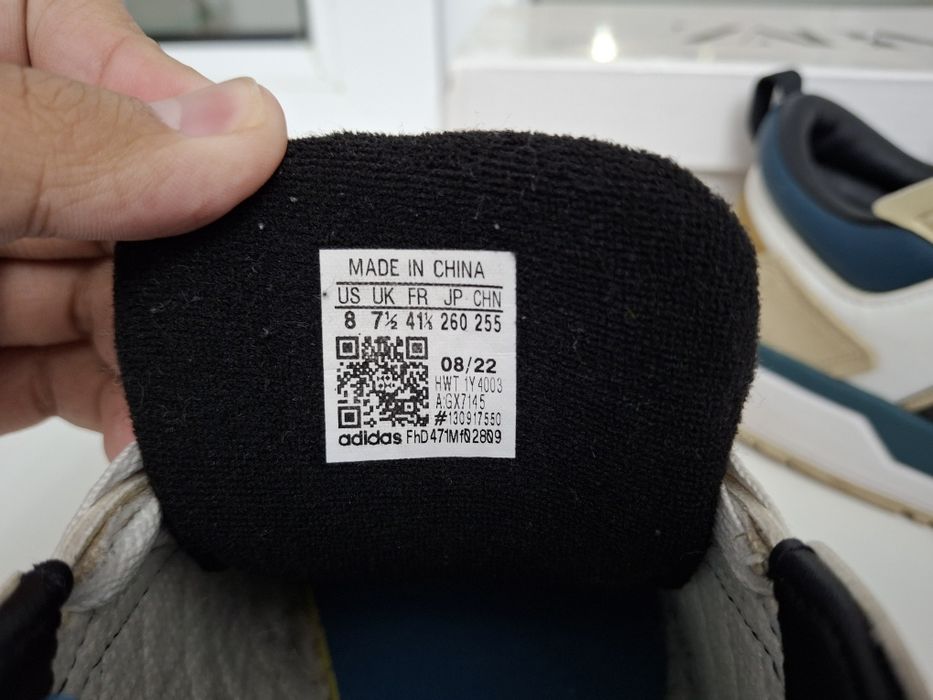 MADE IN CHINA
US UK FR JP CHN
8 7½ 41⅓ 260 255
08/22
HWT 1Y4003
A:GX7145
#130917550
adidas FhD471Mf02809